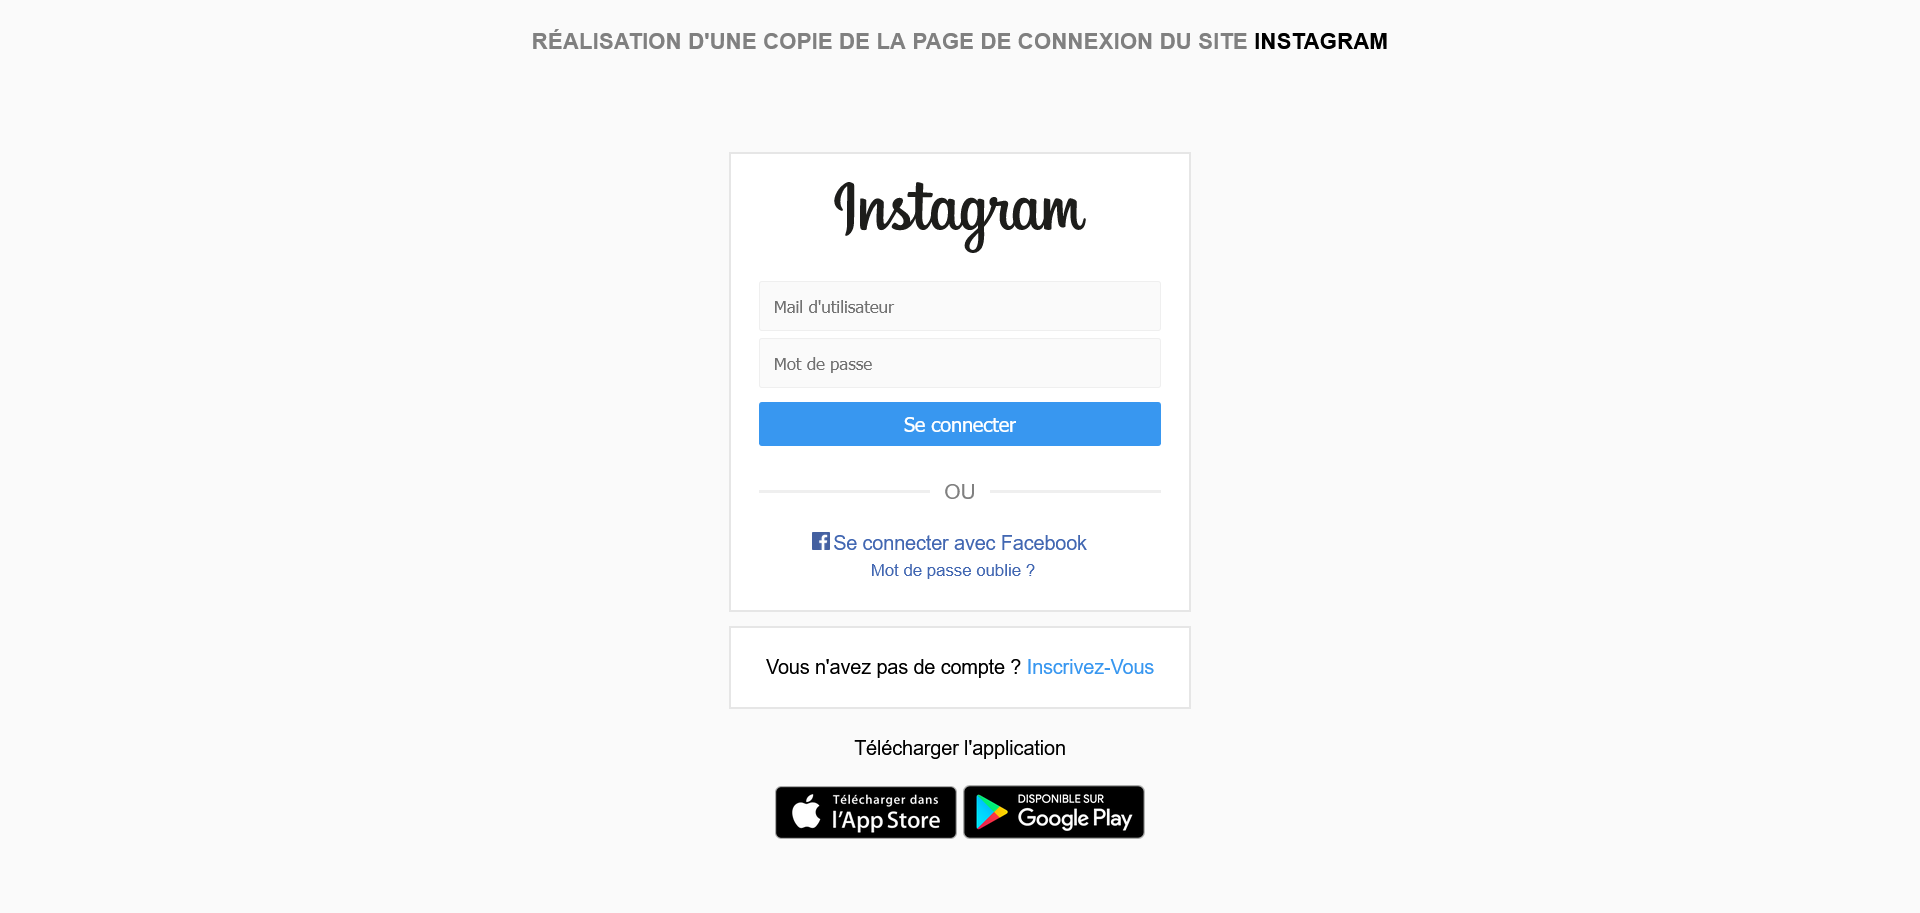 RÉALISATION D'UNE COPIE DE LA PAGE DE CONNEXION DU SITE INSTAGRAM
Instagram
Mail d'utilisateur
Mot de passe
Se connecter
OU
Se connecter avec Facebook
Mot de passe oublie ?
Vous n'avez pas de compte ? Inscrivez-Vous
Télécharger l'application
Télécharger dans
l'App Store
DISPONIBLE SUR
Google Play